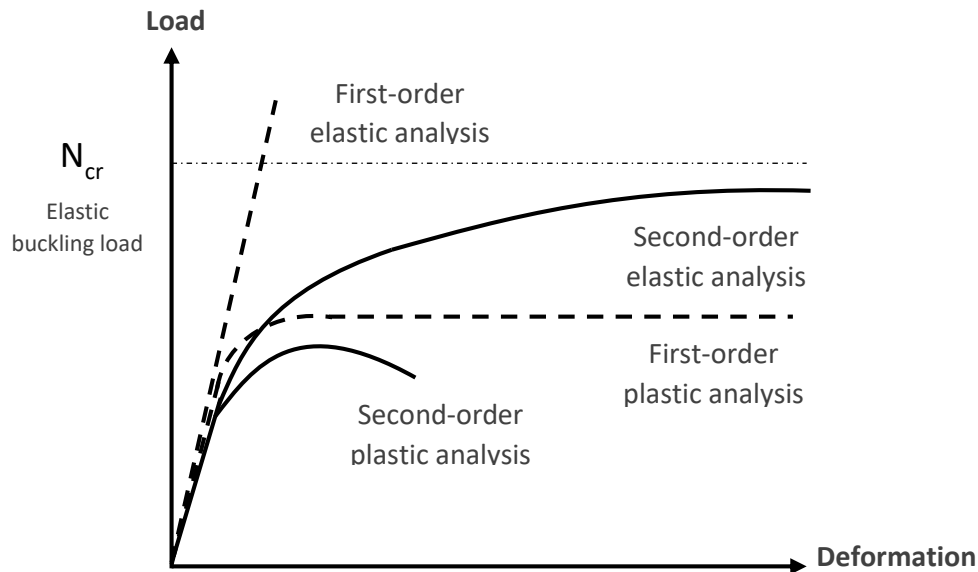 Load
First-order
elastic analysis
N_cr
Elastic
buckling load
Second-order
elastic analysis
First-order
plastic analysis
Second-order
plastic analysis
Deformation